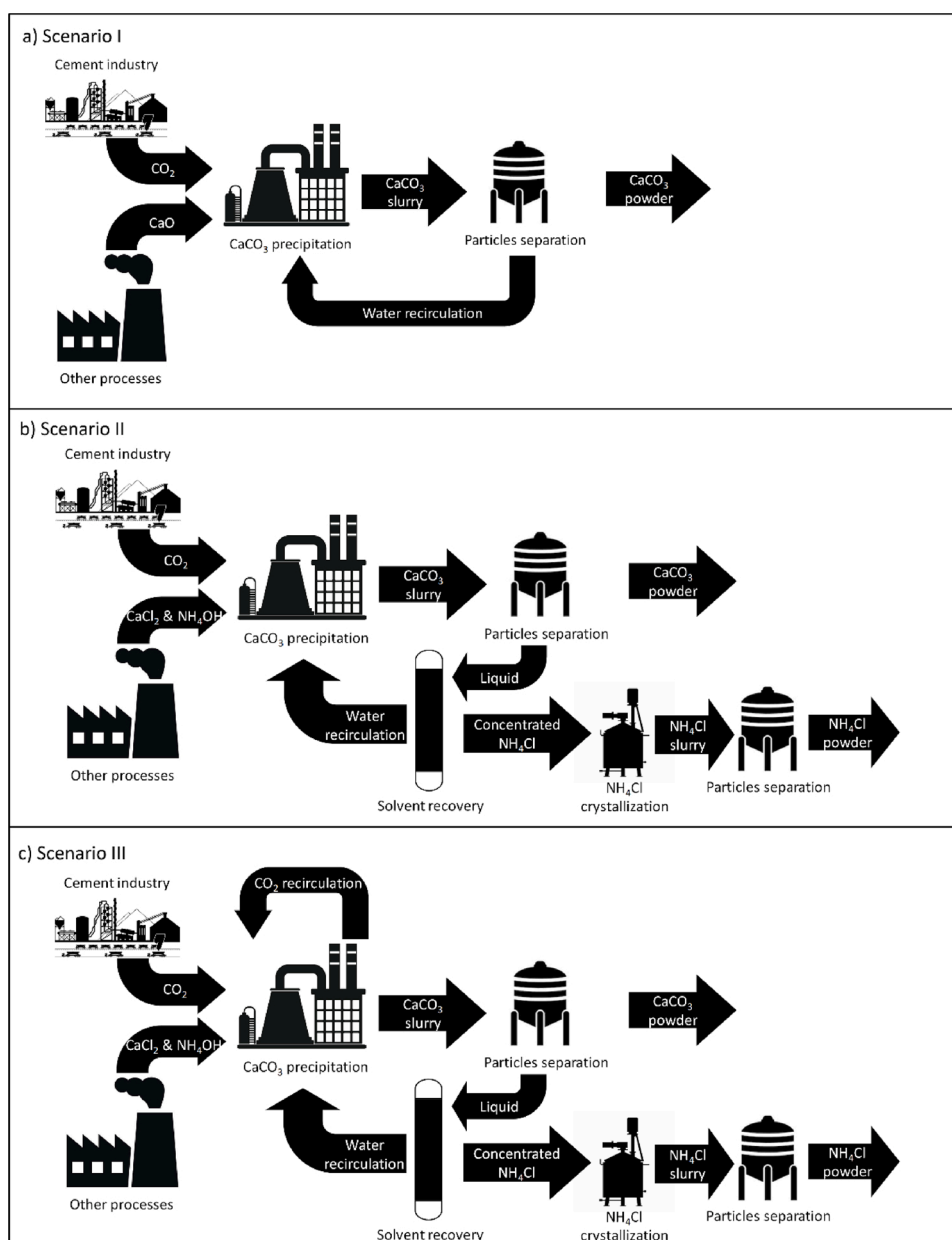 a) Scenario I
Cement industry
CO₂
CaO
Other processes
CaCO₃ precipitation
CaCO₃
slurry
Particles separation
CaCO₃
powder
Water recirculation
b) Scenario II
Cement industry
CO₂
CaCl₂ & NH₄OH
Other processes
CaCO₃ precipitation
CaCO₃
slurry
Particles separation
CaCO₃
powder
Liquid
Water
recirculation
Solvent recovery
Concentrated
NH₄Cl
NH₄Cl
crystallization
NH₄Cl
slurry
Particles separation
NH₄Cl
powder
c) Scenario III
Cement industry
CO₂ recirculation
CO₂
CaCl₂ & NH₄OH
Other processes
CaCO₃ precipitation
CaCO₃
slurry
Particles separation
CaCO₃
powder
Liquid
Water
recirculation
Solvent recovery
Concentrated
NH₄Cl
NH₄Cl
crystallization
NH₄Cl
slurry
Particles separation
NH₄Cl
powder